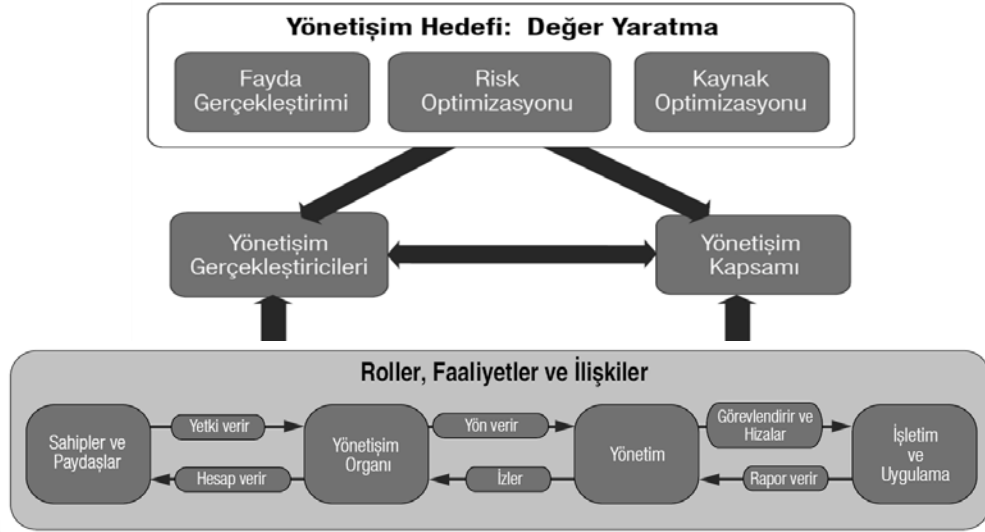 Yönetişim Hedefi: Değer Yaratma
Fayda
Gerçekleştirimi
Risk
Optimizasyonu
Kaynak
Optimizasyonu
Yönetişim
Gerçekleştiricileri
Yönetişim
Kapsamı
Roller, Faaliyetler ve İlişkiler
Sahipler ve
Paydaşlar
Yetki verir
Hesap verir
Yönetişim
Organı
Yön verir
İzler
Yönetim
Görevlendirir ve
Hizalar
Rapor verir
İşletim
ve
Uygulama